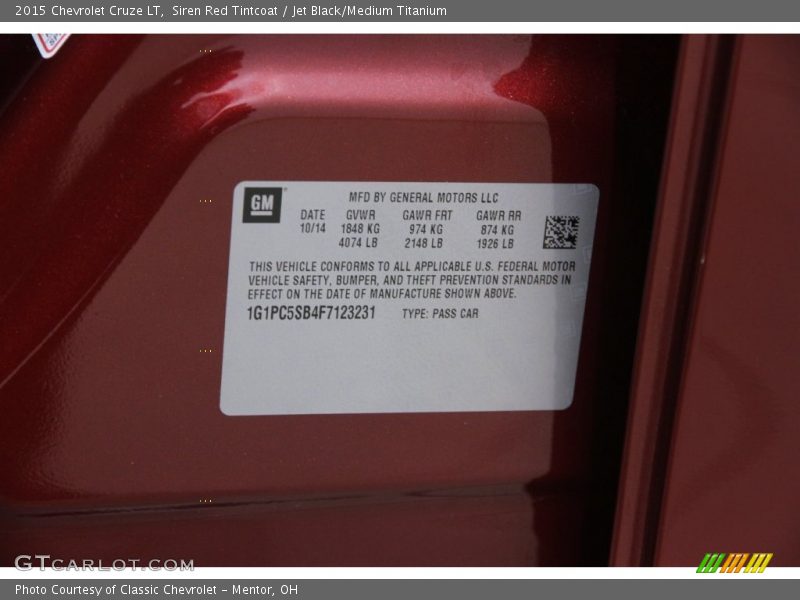 2015 Chevrolet Cruze LT,  Siren Red Tintcoat / Jet Black/Medium Titanium
GM
MFD BY GENERAL MOTORS LLC
DATE GVWR GAWR FRT GAWR RR
10/14 1848 KG 974 KG 874 KG
4074 LB 2148 LB 1926 LB
THIS VEHICLE CONFORMS TO ALL APPLICABLE U.S. FEDERAL MOTOR
VEHICLE SAFETY, BUMPER, AND THEFT PREVENTION STANDARDS IN
EFFECT ON THE DATE OF MANUFACTURE SHOWN ABOVE.
1G1PC5SB4F7123231 TYPE: PASS CAR
GTCARLOT.COM
Photo Courtesy of Classic Chevrolet - Mentor, OH